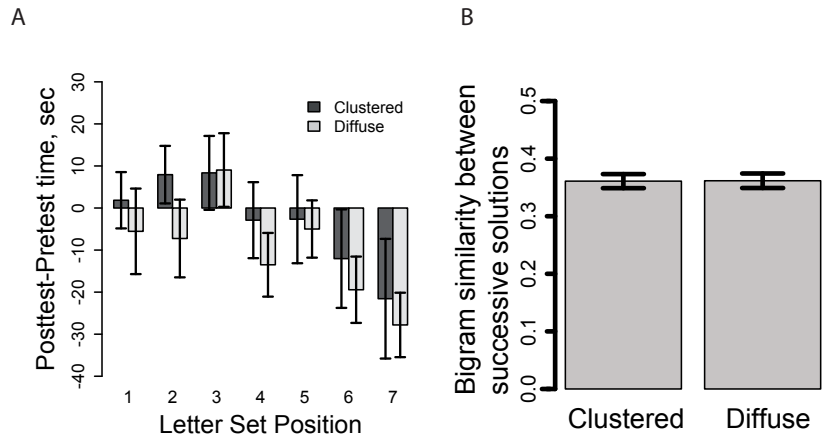 A
Posttest-Pretest time, sec
30
20
10
0
-10
-20
-30
-40
Clustered
Diffuse
1 2 3 4 5 6 7
Letter Set Position
B
Bigram similarity between
successive solutions
0.5
0.4
0.3
0.2
0.1
0.0
Clustered Diffuse